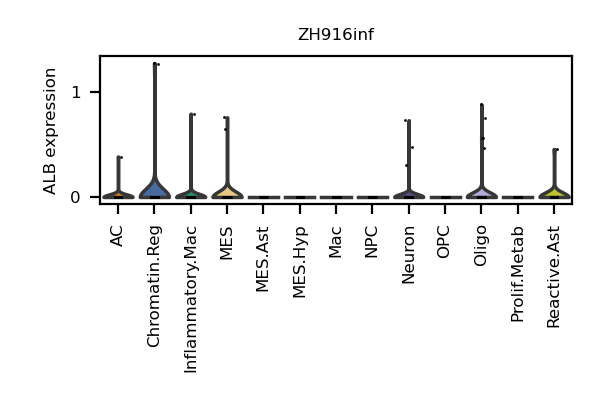 ZH916inf
ALB expression
1
0
AC
Chromatin.Reg
Inflammatory.Mac
MES
MES.Ast
MES.Hyp
Mac
NPC
Neuron
OPC
Oligo
Prolif.Metab
Reactive.Ast